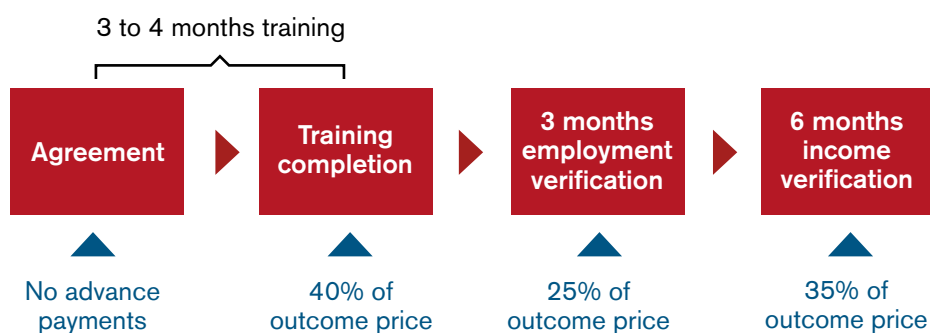 3 to 4 months training
Agreement
Training
completion
3 months
employment
verification
6 months
income
verification
No advance
payments
40% of
outcome price
25% of
outcome price
35% of
outcome price